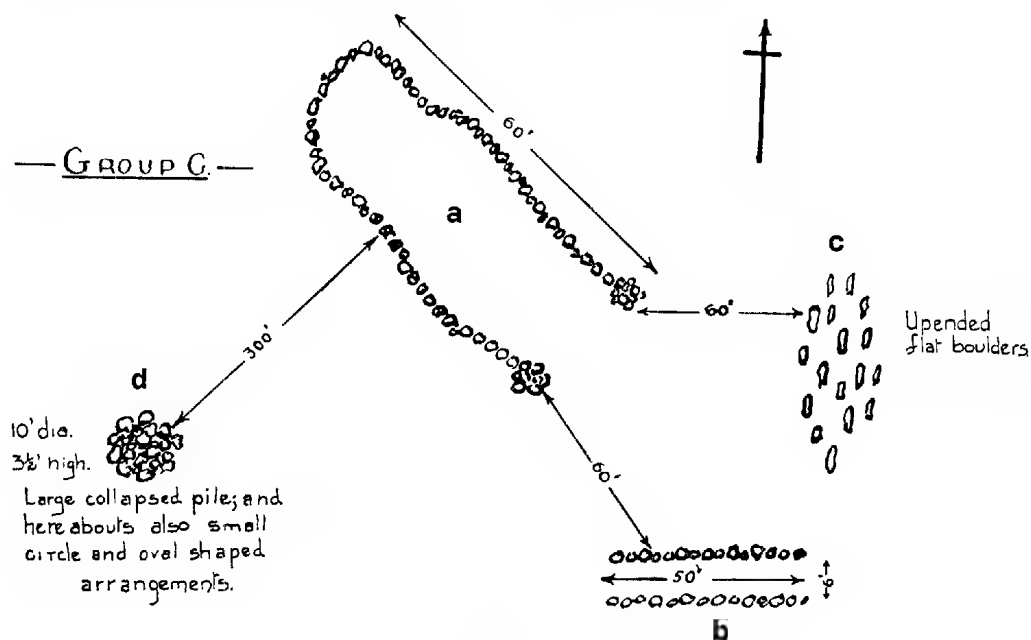 60'
— GROUP C. —
a
c
60'
Upended
flat boulders
300'
d
10' dia.
3½' high.
60'
Large collapsed pile; and
hereabouts also small
circle and oval shaped
arrangements.
50'
b